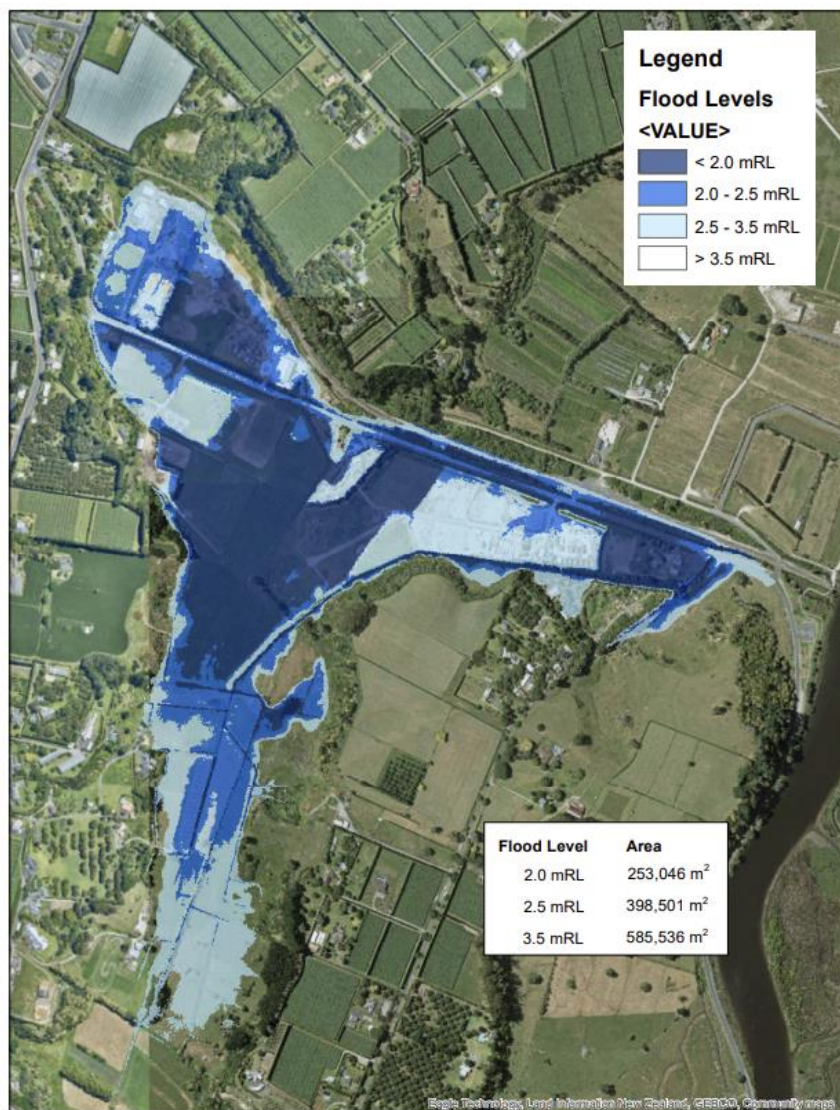 Legend
Flood Levels
<VALUE>
< 2.0 mRL
2.0 - 2.5 mRL
2.5 - 3.5 mRL
> 3.5 mRL
Flood Level Area
2.0 mRL 253,046 m²
2.5 mRL 398,501 m²
3.5 mRL 585,536 m²
Eagle Technology, Land Information New Zealand, GEBCO, Community maps